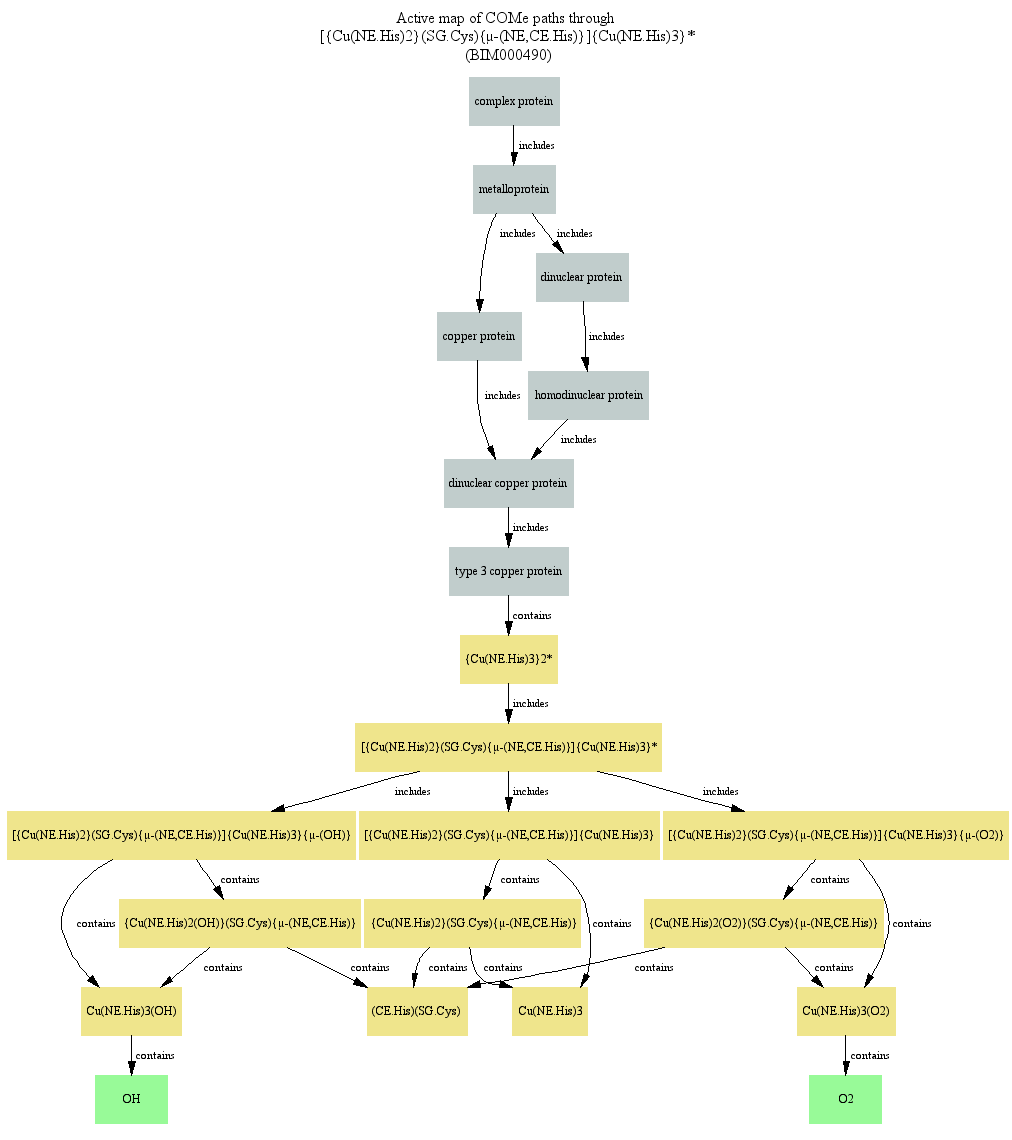 Active map of COMe paths through
[{Cu(NE.His)2}(SG.Cys){μ-(NE,CE.His)}]{Cu(NE.His)3}*
(BIM000490)
complex protein
includes
metalloprotein
includes
includes
dinuclear protein
copper protein
includes
includes
homodinuclear protein
includes
dinuclear copper protein
includes
type 3 copper protein
contains
{Cu(NE.His)3}2*
includes
[{Cu(NE.His)2}(SG.Cys){μ-(NE,CE.His)}]{Cu(NE.His)3}*
includes
includes
includes
[{Cu(NE.His)2}(SG.Cys){μ-(NE,CE.His)}]{Cu(NE.His)3}{μ-(OH)}
[{Cu(NE.His)2}(SG.Cys){μ-(NE,CE.His)}]{Cu(NE.His)3}
[{Cu(NE.His)2}(SG.Cys){μ-(NE,CE.His)}]{Cu(NE.His)3}{μ-(O2)}
contains
contains
contains
contains
{Cu(NE.His)2(OH)}(SG.Cys){μ-(NE,CE.His)}
{Cu(NE.His)2}(SG.Cys){μ-(NE,CE.His)}
contains
{Cu(NE.His)2(O2)}(SG.Cys){μ-(NE,CE.His)}
contains
contains
contains
contains
contains
contains
contains
Cu(NE.His)3(OH)
(CE.His)(SG.Cys)
Cu(NE.His)3
Cu(NE.His)3(O2)
contains
contains
OH
O2